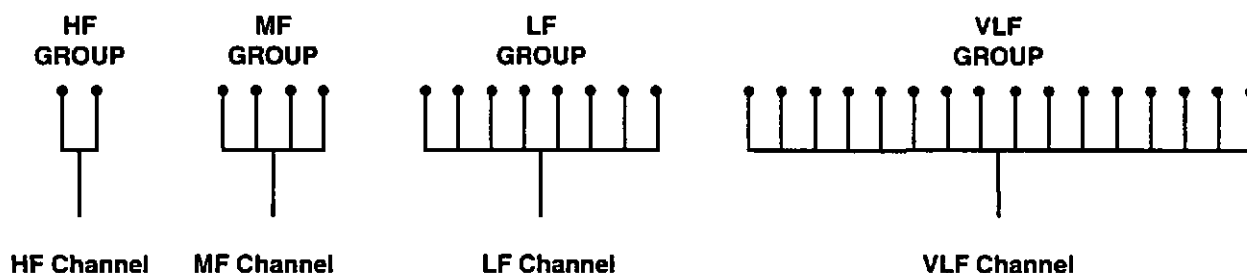 HF
GROUP
MF
GROUP
LF
GROUP
VLF
GROUP
HF Channel
MF Channel
LF Channel
VLF Channel